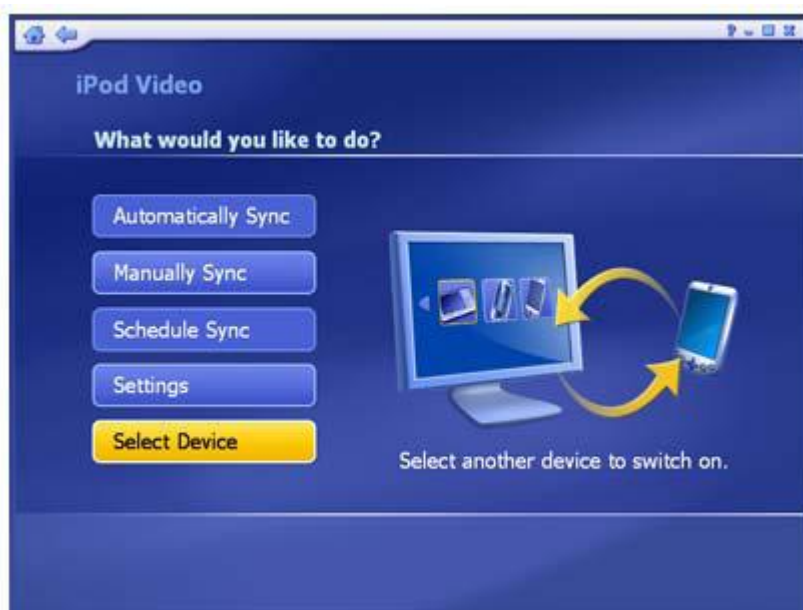 iPod Video
What would you like to do?
Automatically Sync
Manually Sync
Schedule Sync
Settings
Select Device
Select another device to switch on.